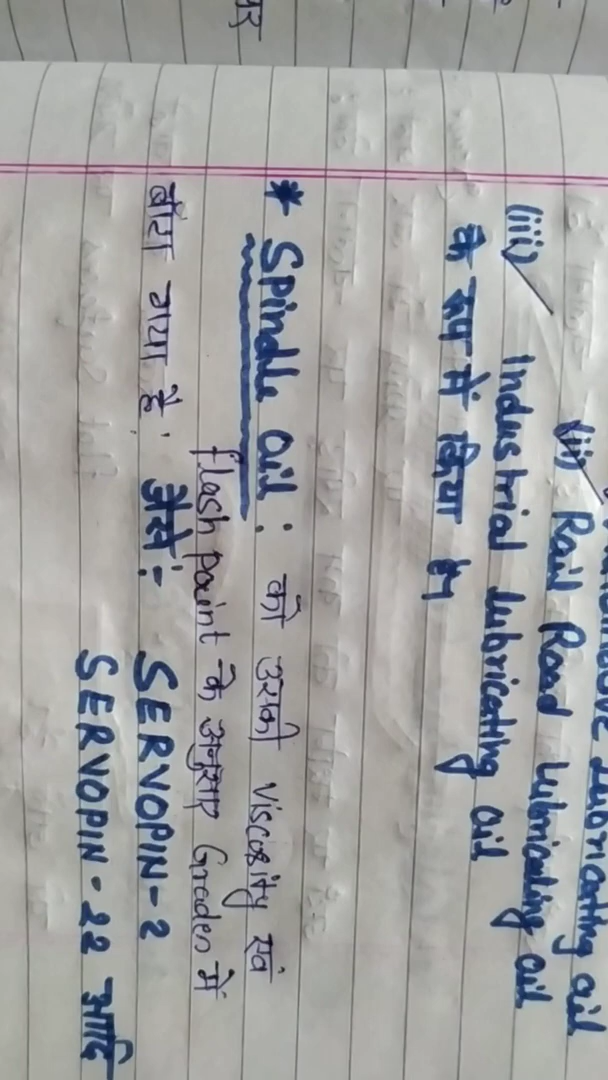 Lubricating oil
(ii) Rail Road Lubricating oil
(iii) Industrial Lubricating oil
के रूप में किया
* Spindle Oil : को उसकी viscosity एवं
flash point के अनुसार Graden में
बांटा गया है। जैसे :- SERVOPIN - 2
SERVOPIN - 22 आदि